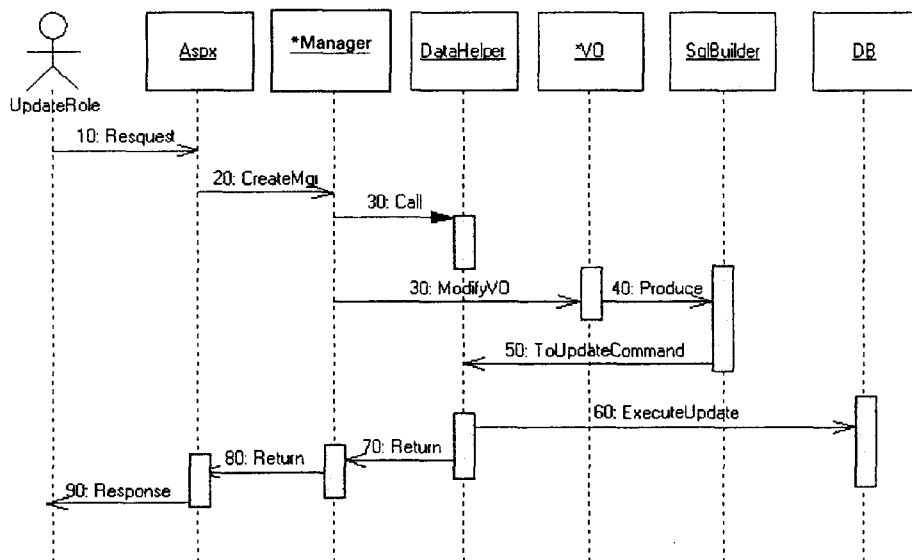 Aspx
*Manager
DataHelper
*VO
SqlBuilder
DB
UpdateRole
10: Resquest
20: CreateMgr
30: Call
30: ModifyVO
40: Produce
50: ToUpdateCommand
60: ExecuteUpdate
70: Return
80: Return
90: Response